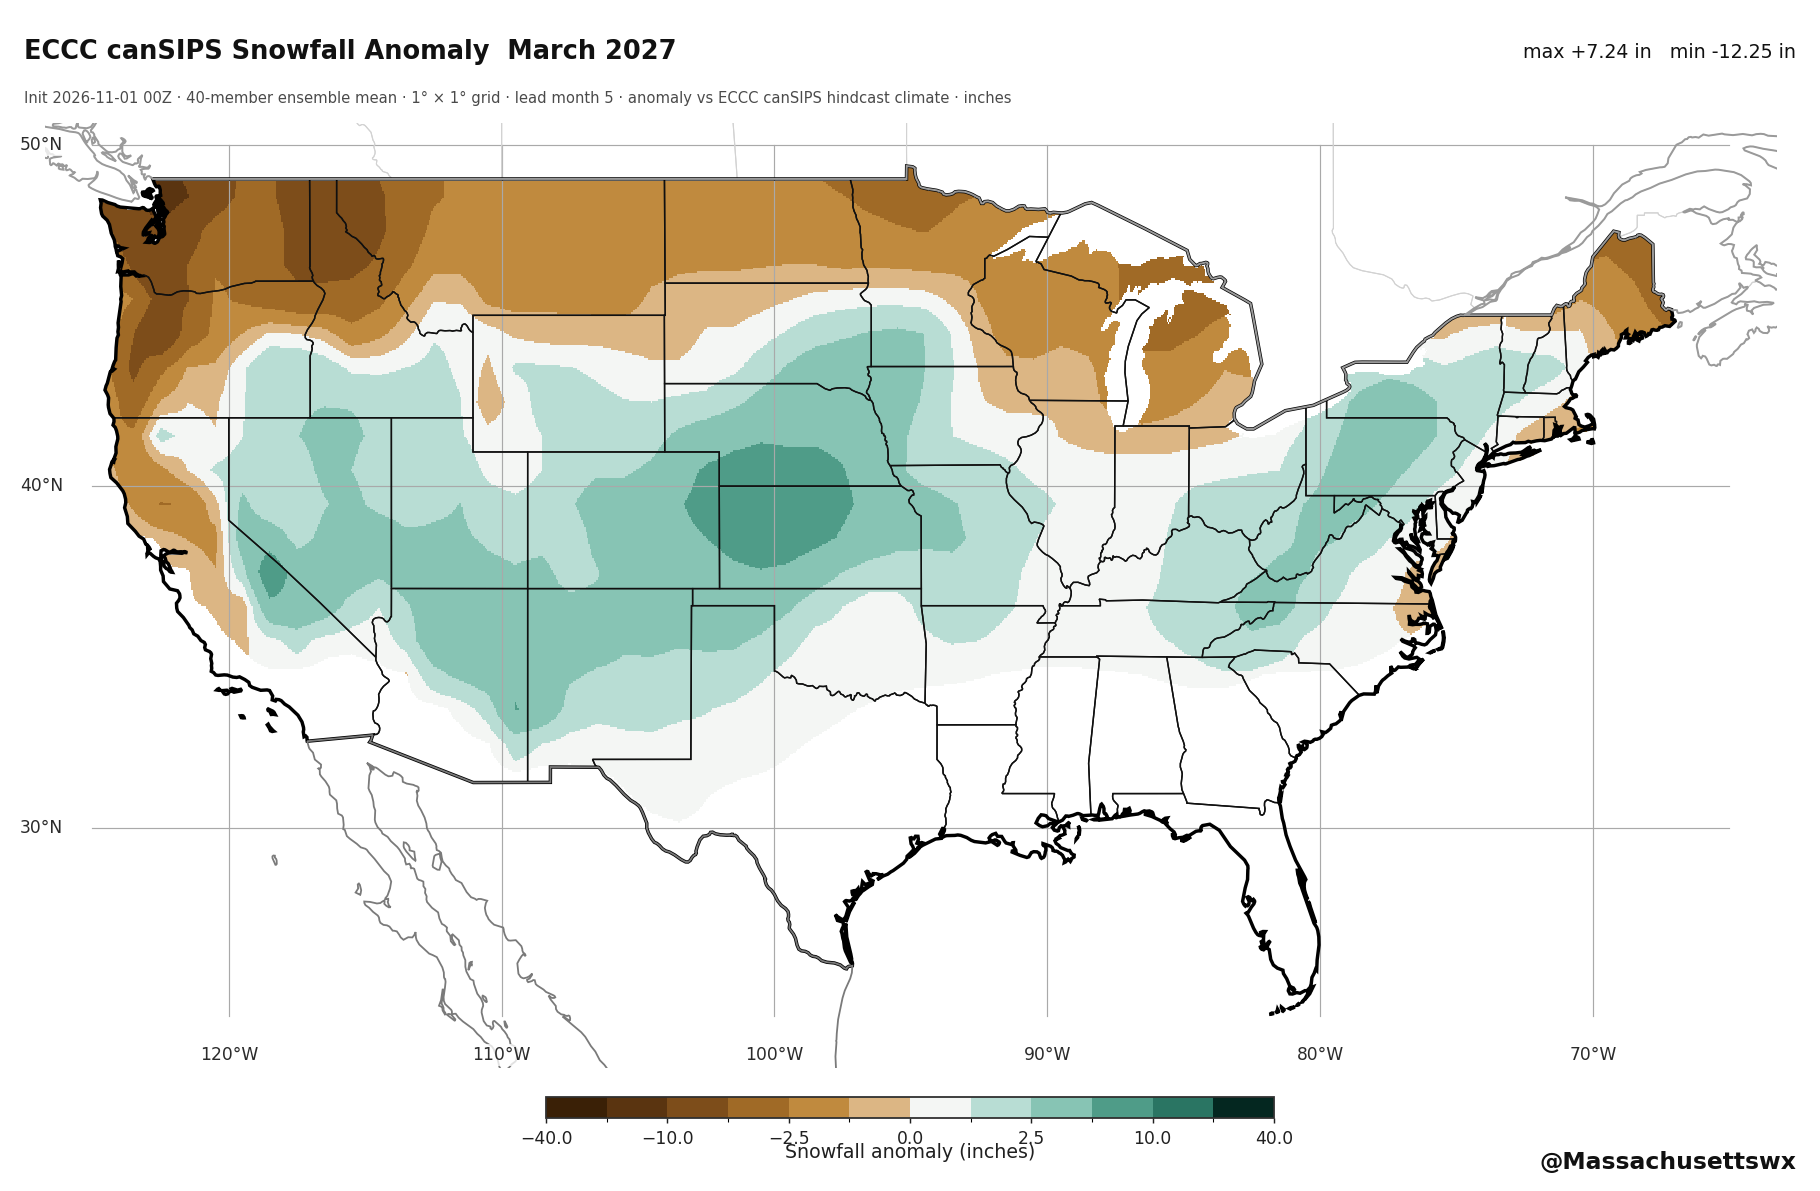 ECCC canSIPS Snowfall Anomaly  March 2027
max +7.24 in   min -12.25 in
Init 2026-11-01 00Z · 40-member ensemble mean · 1° × 1° grid · lead month 5 · anomaly vs ECCC canSIPS hindcast climate · inches
50°N
40°N
30°N
120°W 110°W 100°W 90°W 80°W 70°W
−40.0 −10.0 −2.5 0.0 2.5 10.0 40.0
Snowfall anomaly (inches)
@Massachusettswx